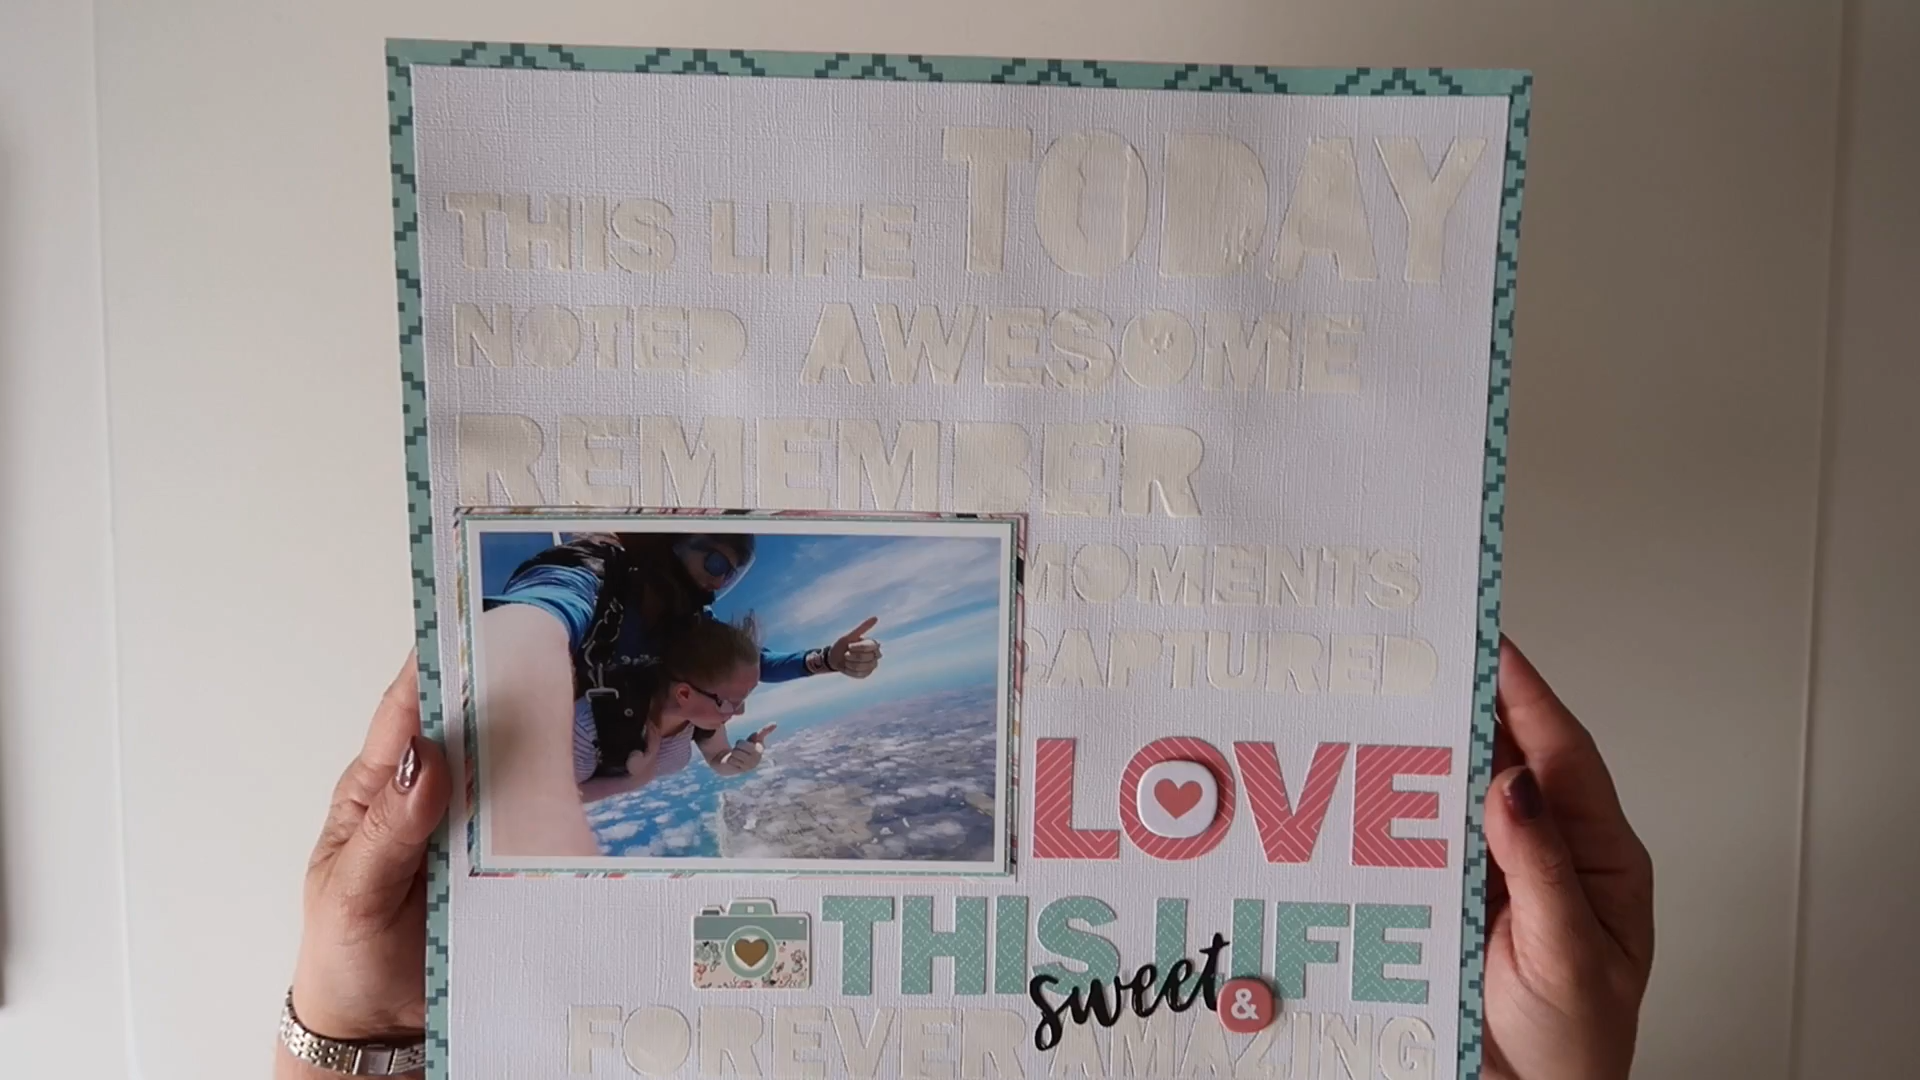 TODAY
THIS LIFE
NOTED AWESOME
REMEMBER
MOMENTS
CAPTURED
LOVE
THIS LIFE
sweet &
FOREVER AMAZING